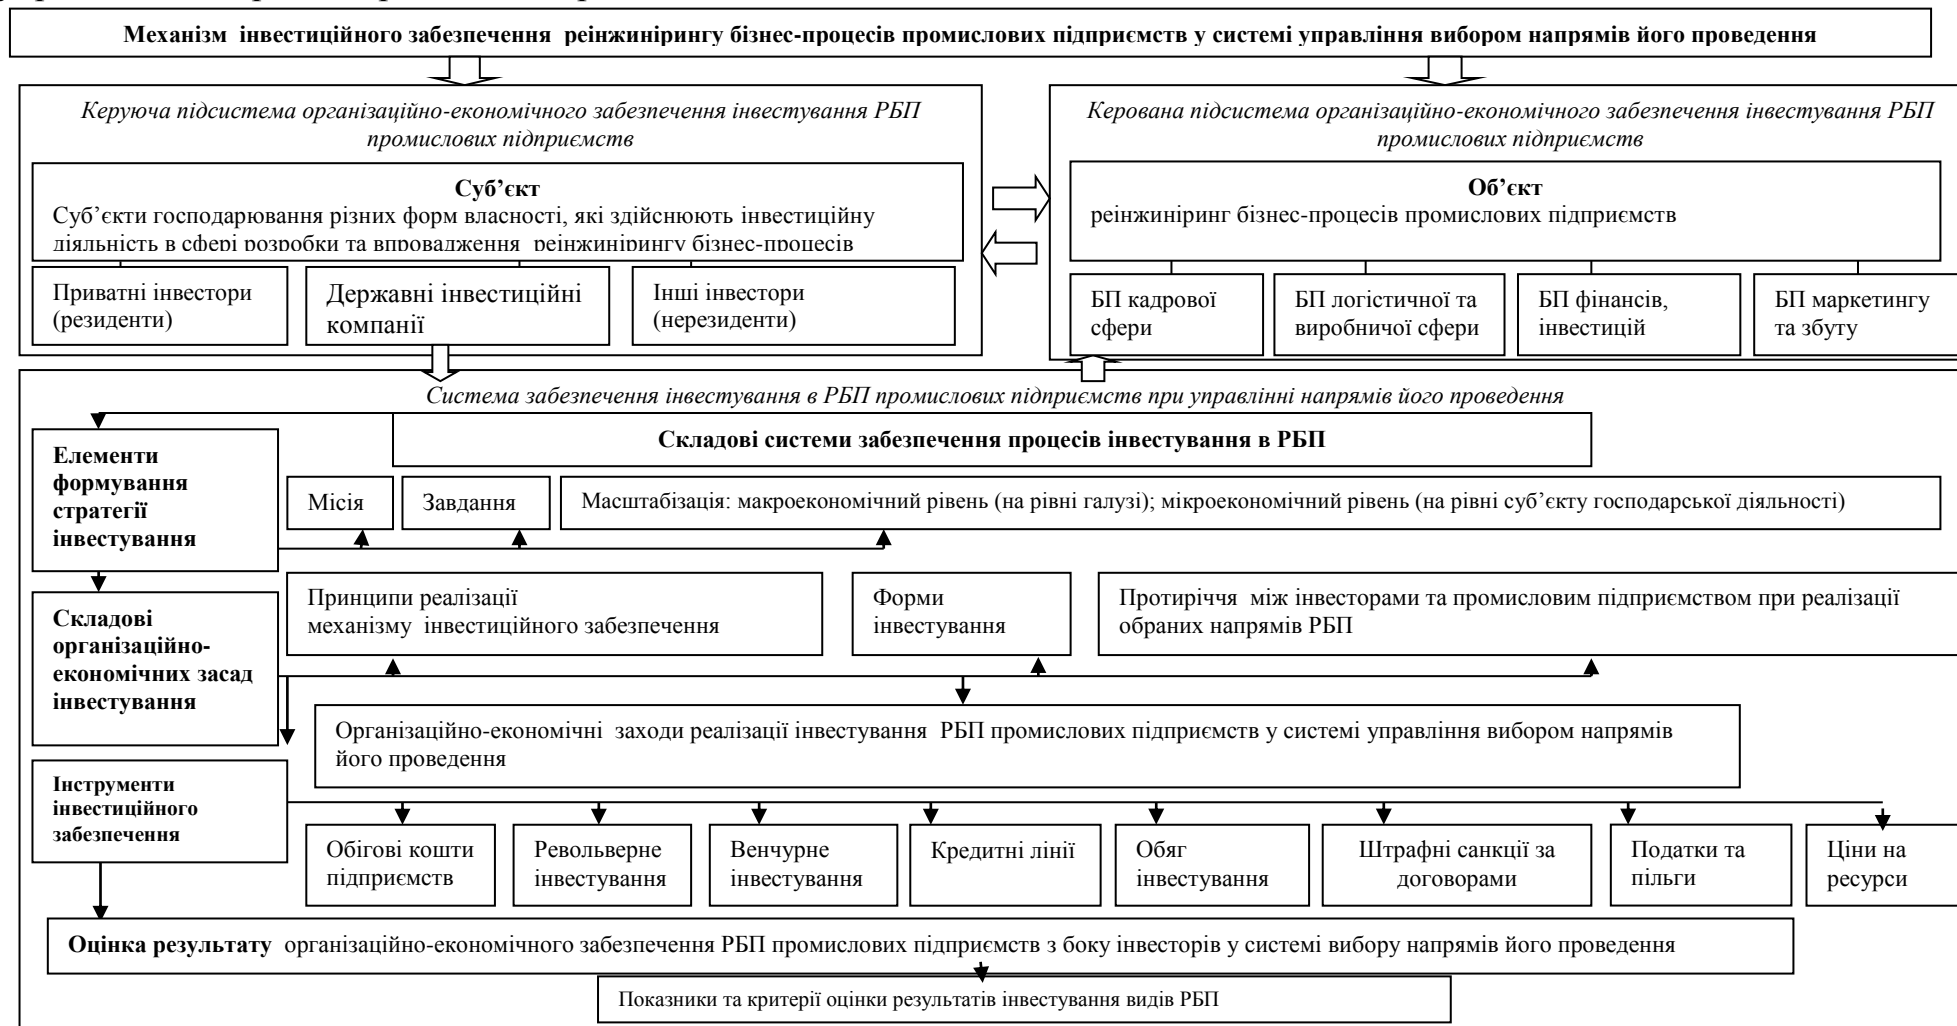 Механізм інвестиційного забезпечення реінжинірингу бізнес-процесів промислових підприємств у системі управління вибором напрямів його проведення
Керуюча підсистема організаційно-економічного забезпечення інвестування РБП
промислових підприємств
Суб’єкт
Суб’єкти господарювання різних форм власності, які здійснюють інвестиційну
діяльність в сфері розробки та впровадження реінжинірингу бізнес-процесів
Приватні інвестори
(резиденти)
Державні інвестиційні
компанії
Інші інвестори
(нерезиденти)
Керована підсистема організаційно-економічного забезпечення інвестування РБП
промислових підприємств
Об’єкт
реінжиніринг бізнес-процесів промислових підприємств
БП кадрової
сфери
БП логістичної та
виробничої сфери
БП фінансів,
інвестицій
БП маркетингу
та збуту
Система забезпечення інвестування в РБП промислових підприємств при управлінні напрямів його проведення
Складові системи забезпечення процесів інвестування в РБП
Елементи
формування
стратегії
інвестування
Місія
Завдання
Масштабізація: макроекономічний рівень (на рівні галузі); мікроекономічний рівень (на рівні суб’єкту господарської діяльності)
Складові
організаційно-
економічних засад
інвестування
Принципи реалізації
механізму інвестиційного забезпечення
Форми
інвестування
Протиріччя між інвесторами та промисловим підприємством при реалізації
обраних напрямів РБП
Організаційно-економічні заходи реалізації інвестування РБП промислових підприємств у системі управління вибором напрямів
його проведення
Інструменти
інвестиційного
забезпечення
Обігові кошти
підприємств
Револьверне
інвестування
Венчурне
інвестування
Кредитні лінії
Обяг
інвестування
Штрафні санкції за
договорами
Податки та
пільги
Ціни на
ресурси
Оцінка результату організаційно-економічного забезпечення РБП промислових підприємств з боку інвесторів у системі вибору напрямів його проведення
Показники та критерії оцінки результатів інвестування видів РБП